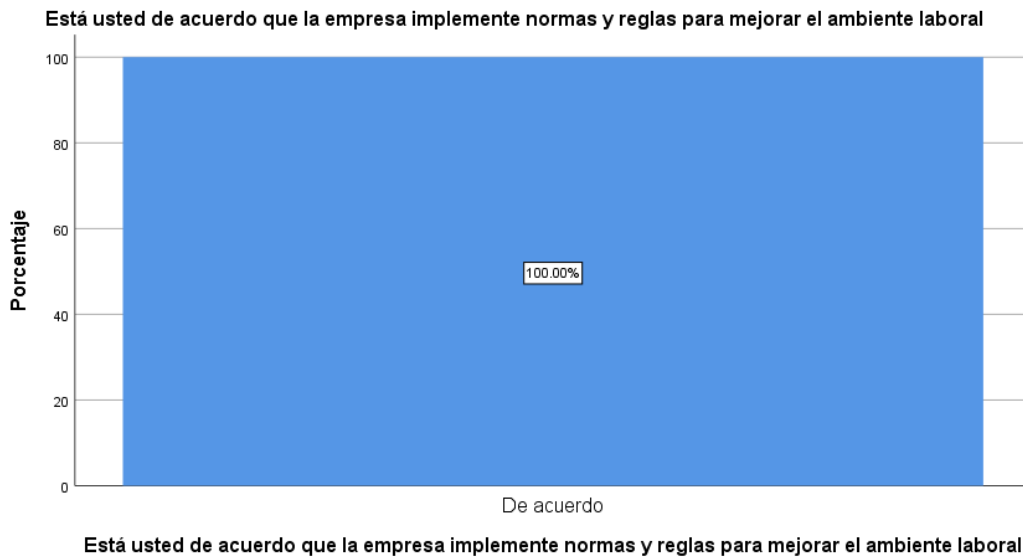 Está usted de acuerdo que la empresa implemente normas y reglas para mejorar el ambiente laboral
100
80
60
40
20
0
Porcentaje
100.00%
De acuerdo
Está usted de acuerdo que la empresa implemente normas y reglas para mejorar el ambiente laboral